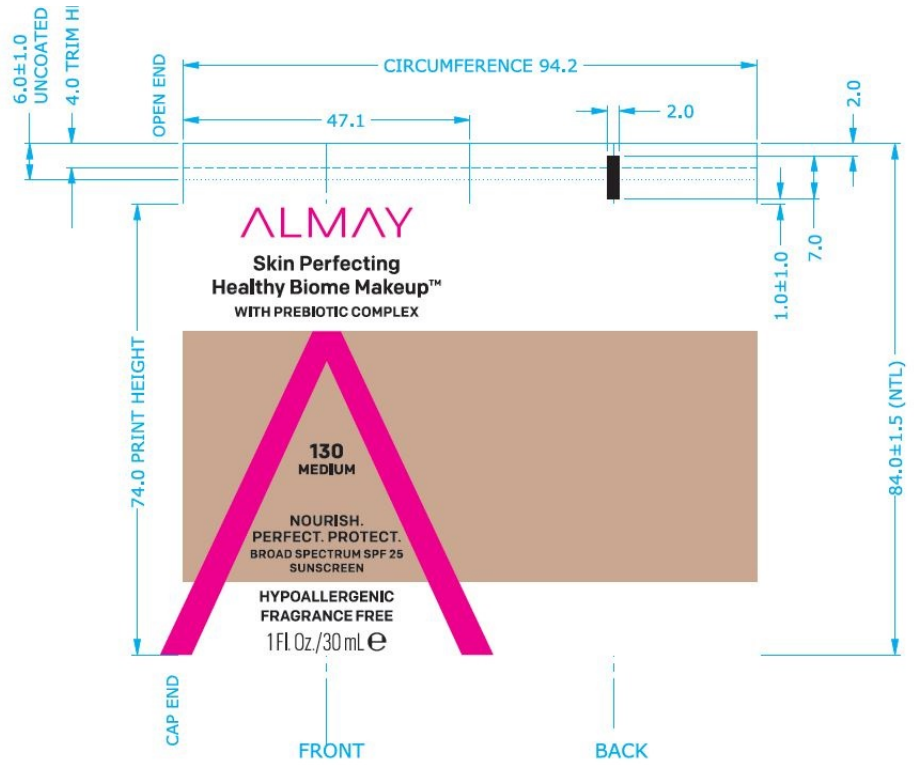 CIRCUMFERENCE 94.2
47.1
2.0
2.0
6.0±1.0
UNCOATED
4.0 TRIM
OPEN END
7.0
1.0±1.0
ALMAY
Skin Perfecting
Healthy Biome Makeup™
WITH PREBIOTIC COMPLEX
74.0 PRINT HEIGHT
84.0±1.5 (NTL)
130
MEDIUM
NOURISH.
PERFECT. PROTECT.
BROAD SPECTRUM SPF 25
SUNSCREEN
HYPOALLERGENIC
FRAGRANCE FREE
1 Fl. Oz./30 mL e
CAP END
FRONT
BACK